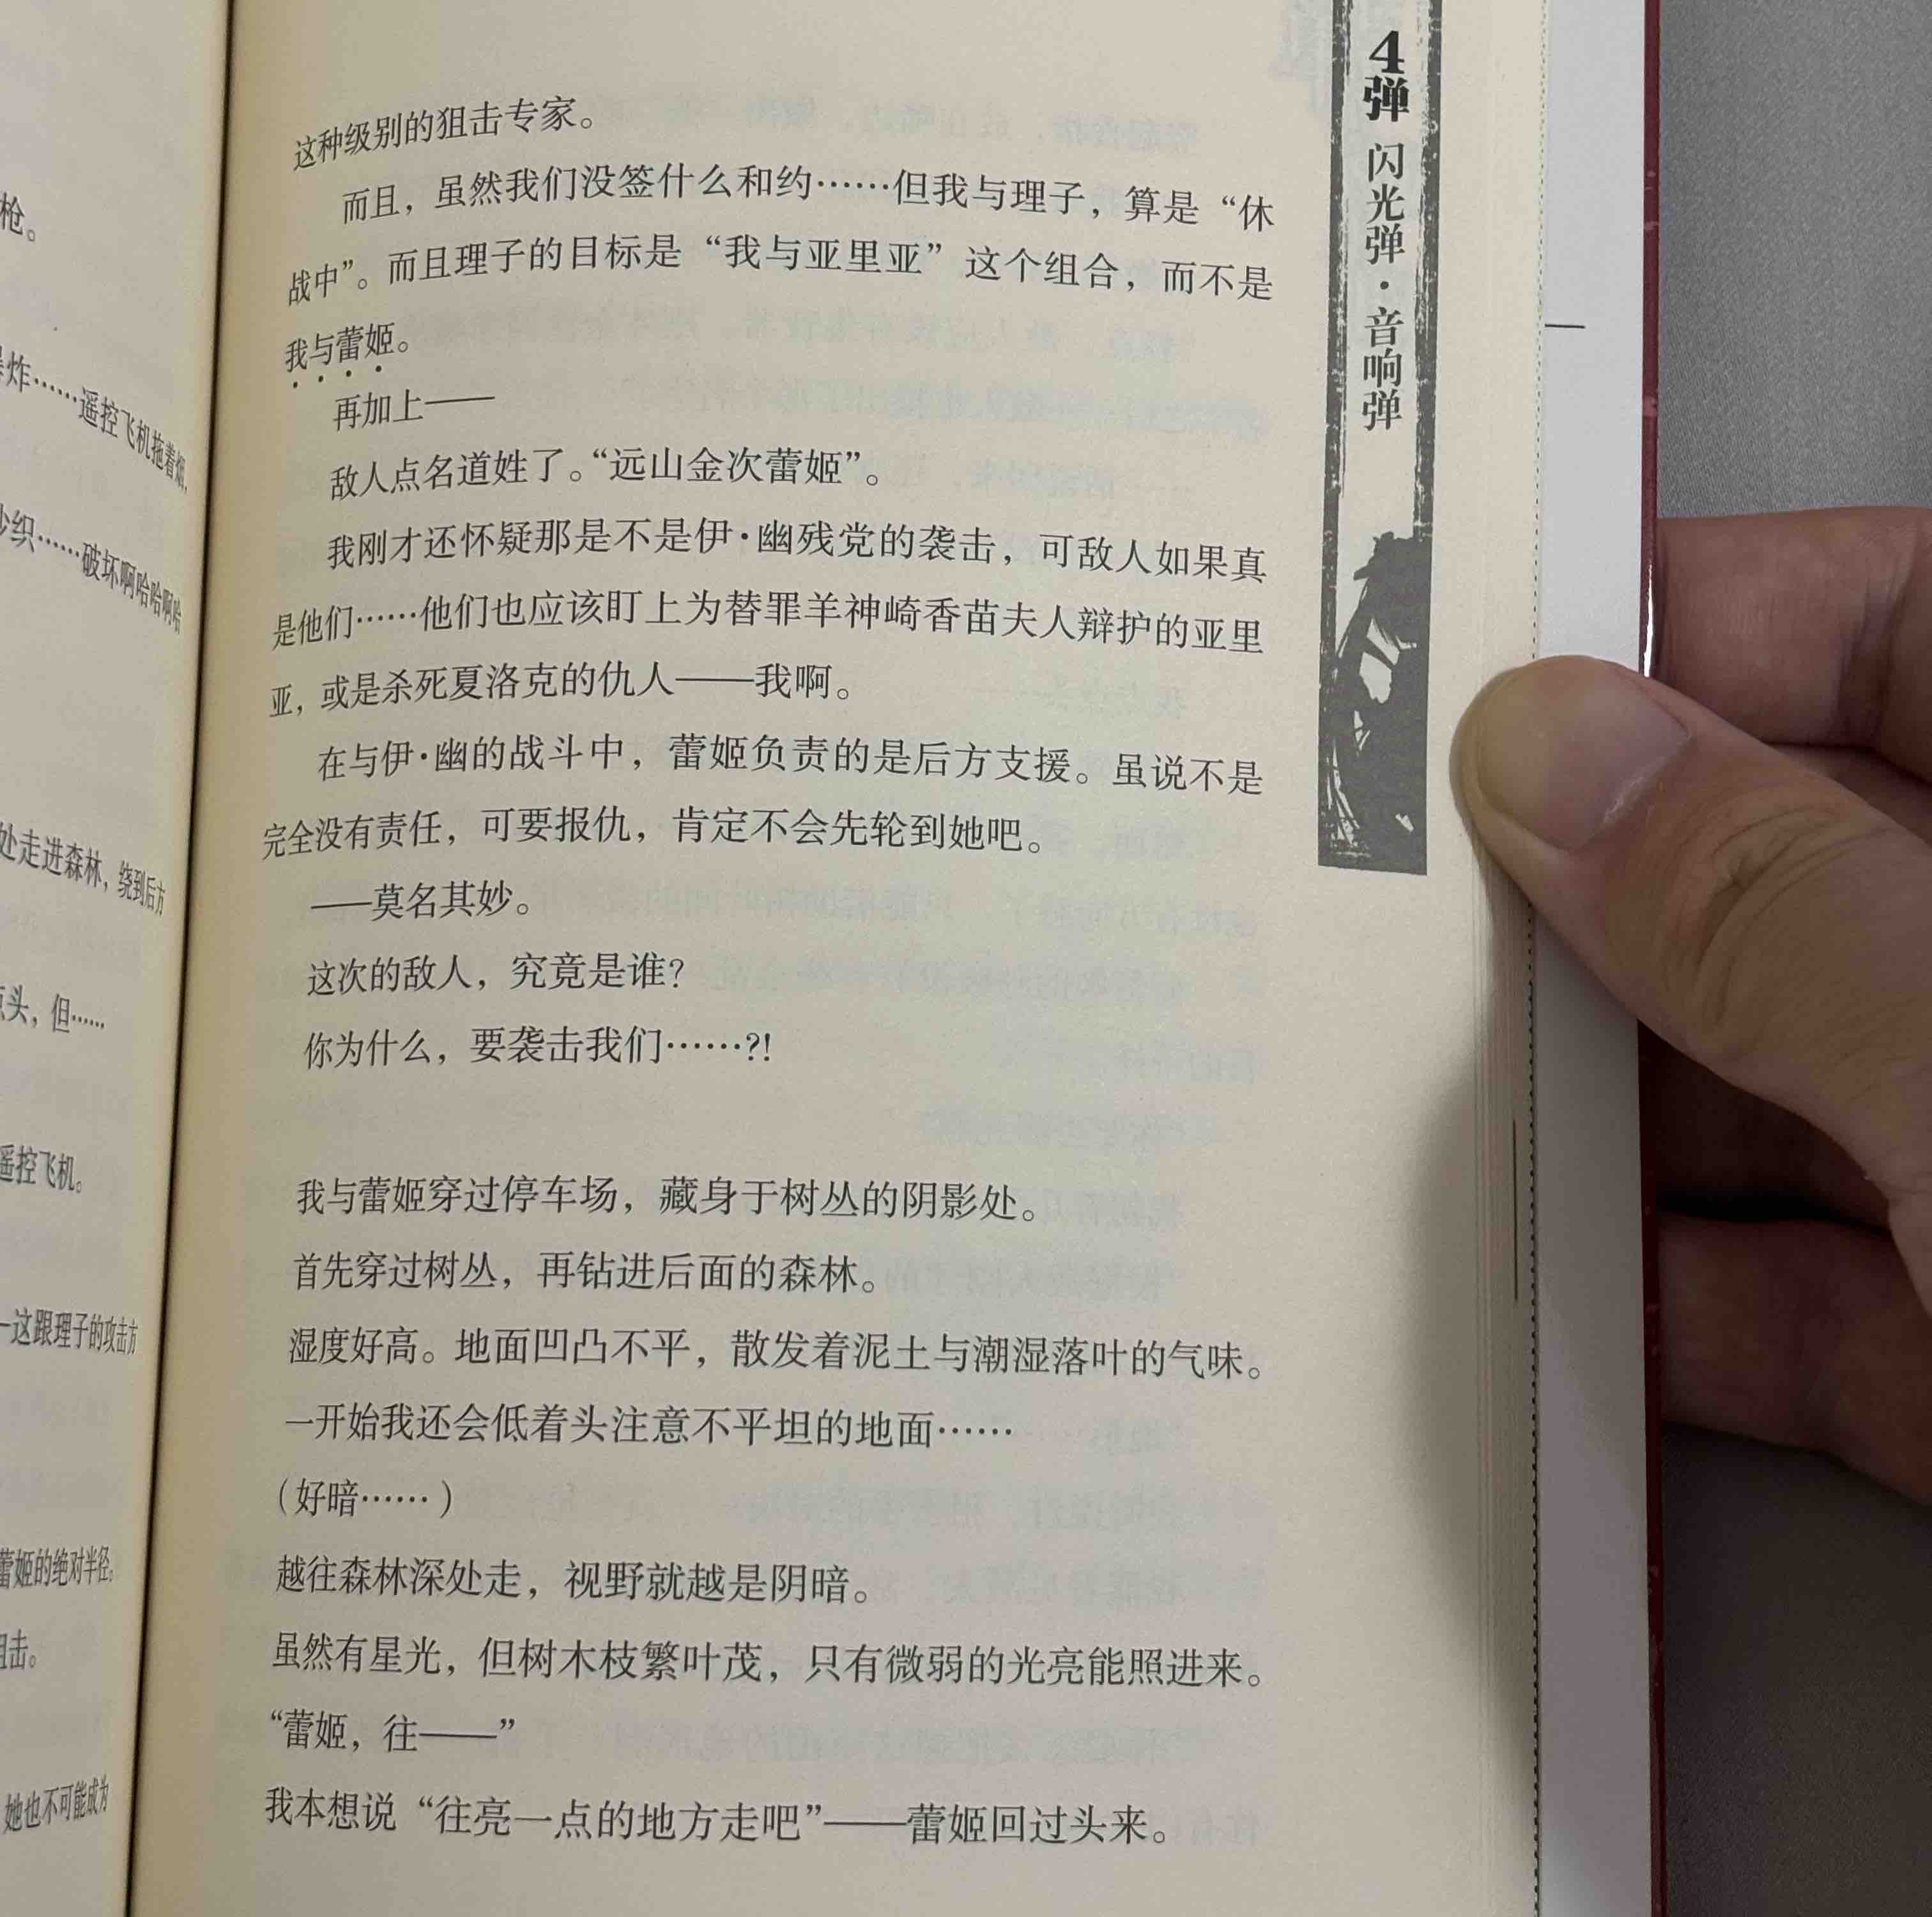 枪。
炸……遥控飞机拖着烟，
织……破坏啊哈哈啊哈
处走进森林，绕到后方
头，但……
遥控飞机。
这跟理子的攻击方
蕾姬的绝对半径。
击。
她也不可能成为
这种级别的狙击专家。
而且，虽然我们没签什么和约……但我与理子，算是“休
战中”。而且理子的目标是“我与亚里亚”这个组合，而不是
我与蕾姬。
再加上——
敌人点名道姓了。“远山金次蕾姬”。
我刚才还怀疑那是不是伊·幽残党的袭击，可敌人如果真
是他们……他们也应该盯上为替罪羊神崎香苗夫人辩护的亚里
亚，或是杀死夏洛克的仇人——我啊。
在与伊·幽的战斗中，蕾姬负责的是后方支援。虽说不是
完全没有责任，可要报仇，肯定不会先轮到她吧。
——莫名其妙。
这次的敌人，究竟是谁？
你为什么，要袭击我们……?!
我与蕾姬穿过停车场，藏身于树丛的阴影处。
首先穿过树丛，再钻进后面的森林。
湿度好高。地面凹凸不平，散发着泥土与潮湿落叶的气味。
一开始我还会低着头注意不平坦的地面……
（好暗……）
越往森林深处走，视野就越是阴暗。
虽然有星光，但树木枝繁叶茂，只有微弱的光亮能照进来。
“蕾姬，往——”
我本想说“往亮一点的地方走吧”——蕾姬回过头来。
4弹 闪光弹·音响弹